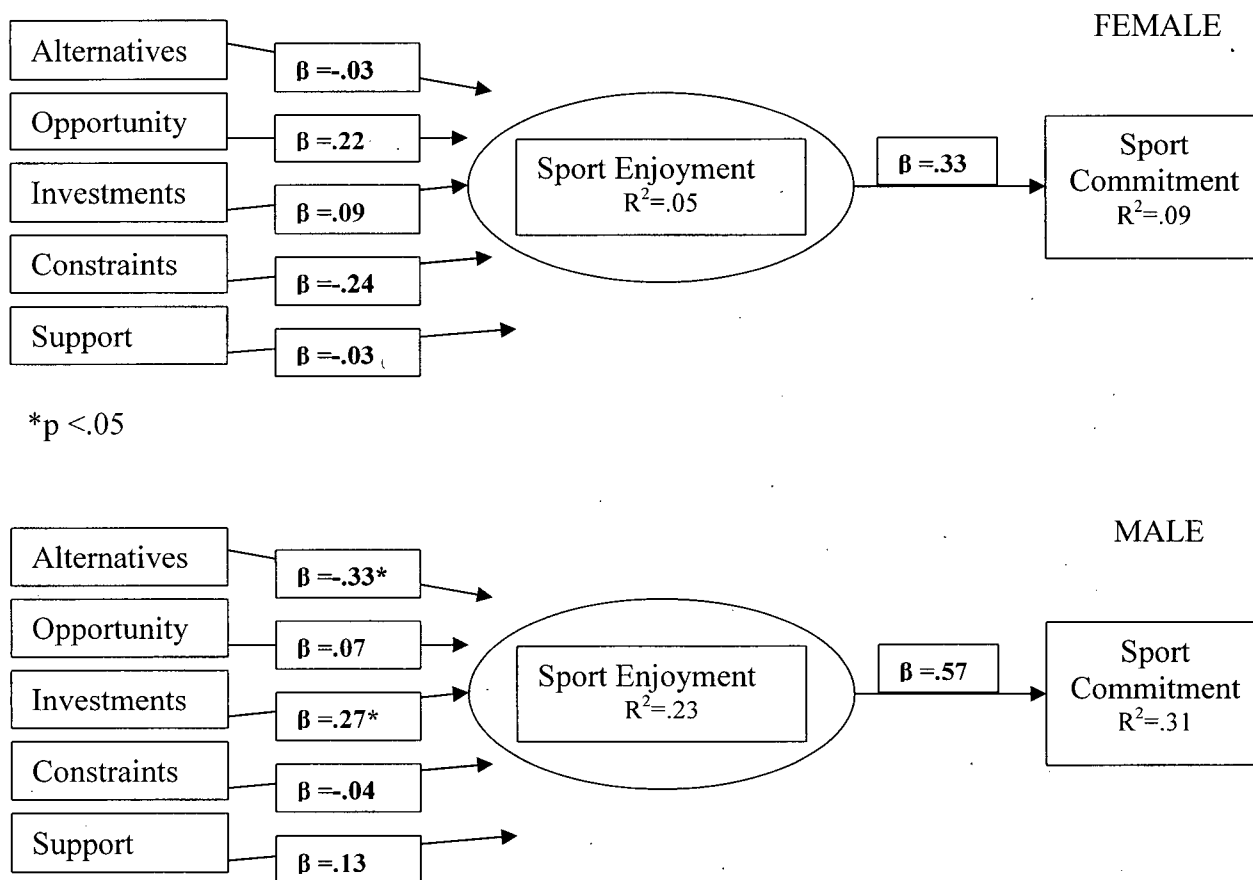 FEMALE
Alternatives
β =-.03
Opportunity
β =.22
Investments
β =.09
Constraints
β =-.24
Support
β =-.03
Sport Enjoyment
R²=.05
β =.33
Sport
Commitment
R²=.09
*p <.05
MALE
Alternatives
β =-.33*
Opportunity
β =.07
Investments
β =.27*
Constraints
β =-.04
Support
β =.13
Sport Enjoyment
R²=.23
β =.57
Sport
Commitment
R²=.31